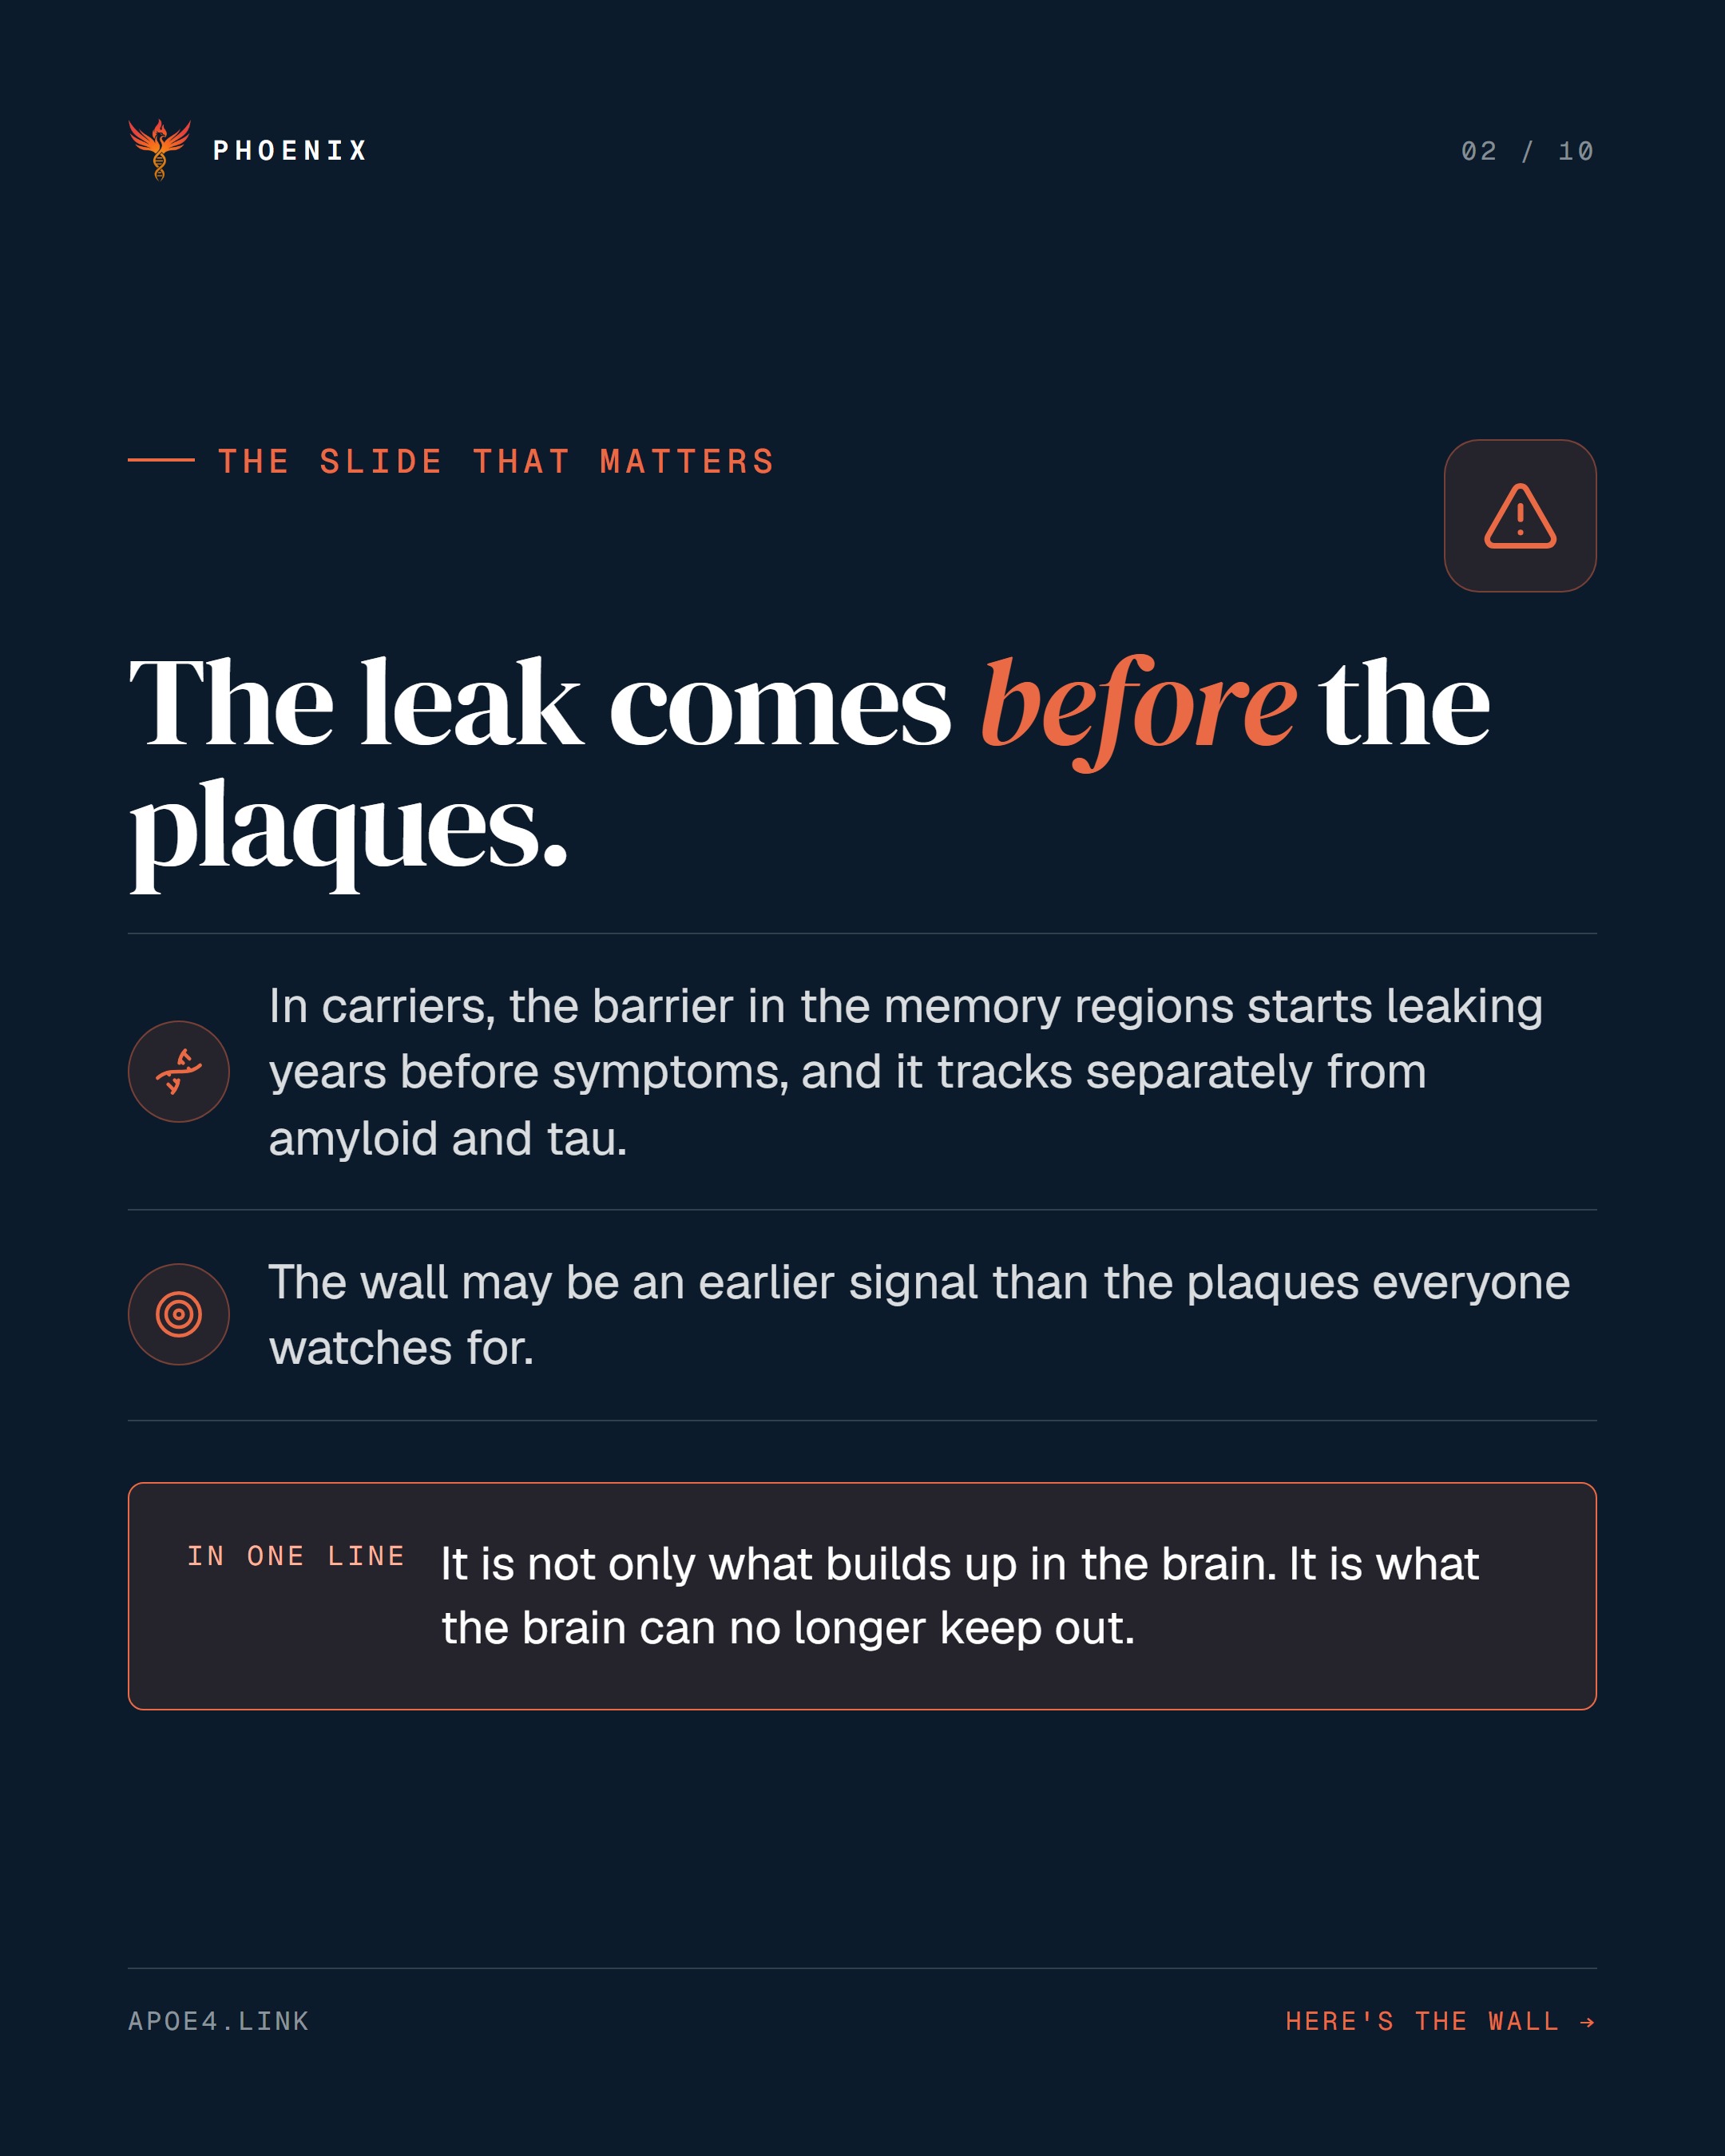 PHOENIX
02 / 10
THE SLIDE THAT MATTERS
The leak comes before the
plaques.
In carriers, the barrier in the memory regions starts leaking
years before symptoms, and it tracks separately from
amyloid and tau.
The wall may be an earlier signal than the plaques everyone
watches for.
IN ONE LINE
It is not only what builds up in the brain. It is what
the brain can no longer keep out.
APOE4.LINK
HERE'S THE WALL →